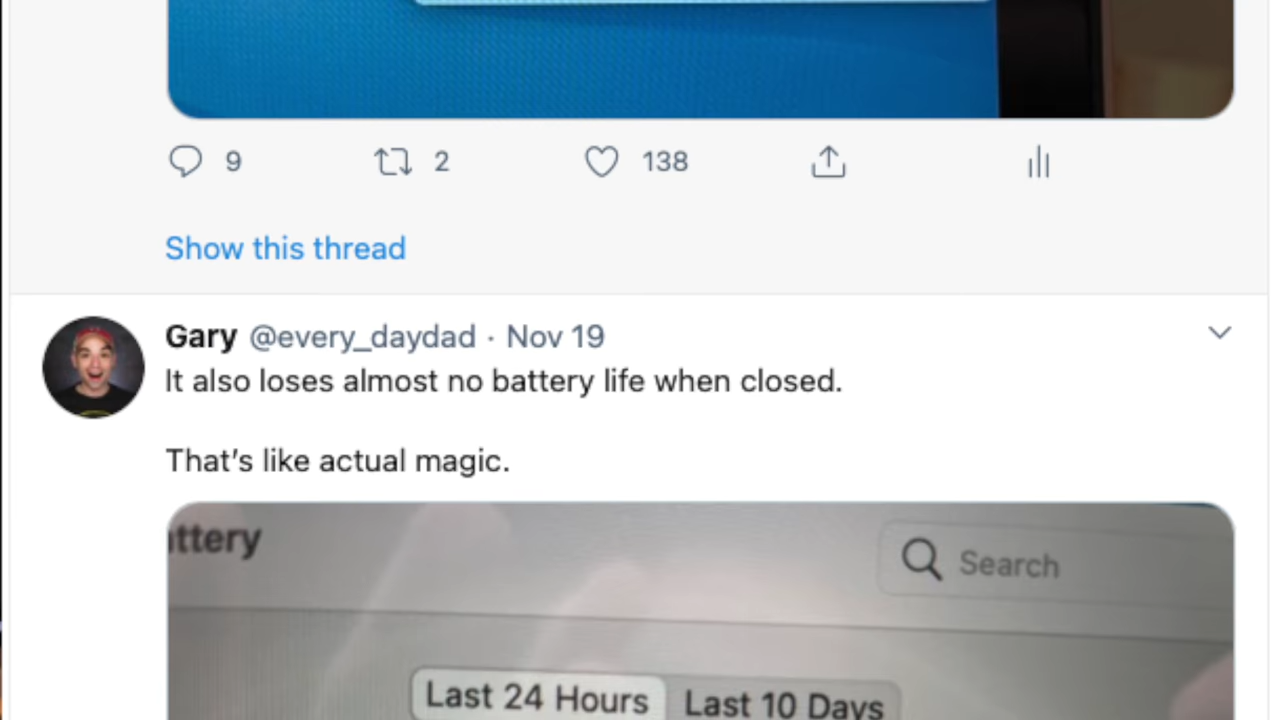 9 2 138
Show this thread
Gary @every_daydad · Nov 19
It also loses almost no battery life when closed.
That's like actual magic.
ttery Search
Last 24 Hours Last 10 Days